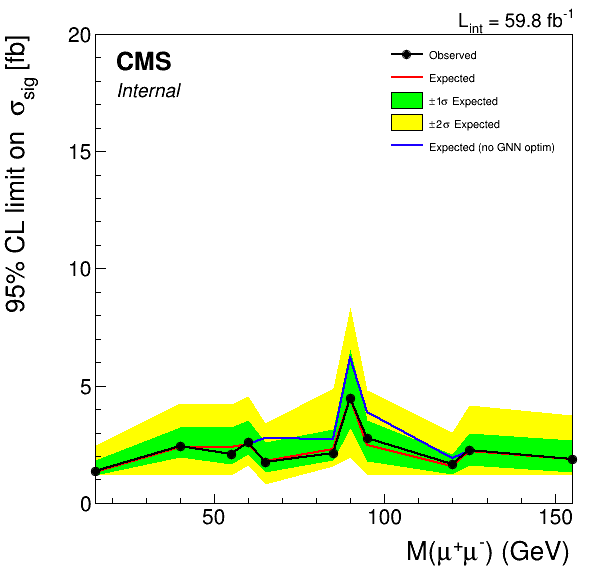 L_int = 59.8 fb^-1
CMS
Internal
Observed
Expected
±1σ Expected
±2σ Expected
Expected (no GNN optim)
95% CL limit on σ_sig [fb]
20
15
10
5
0
50
100
150
M(μ⁺μ⁻) (GeV)